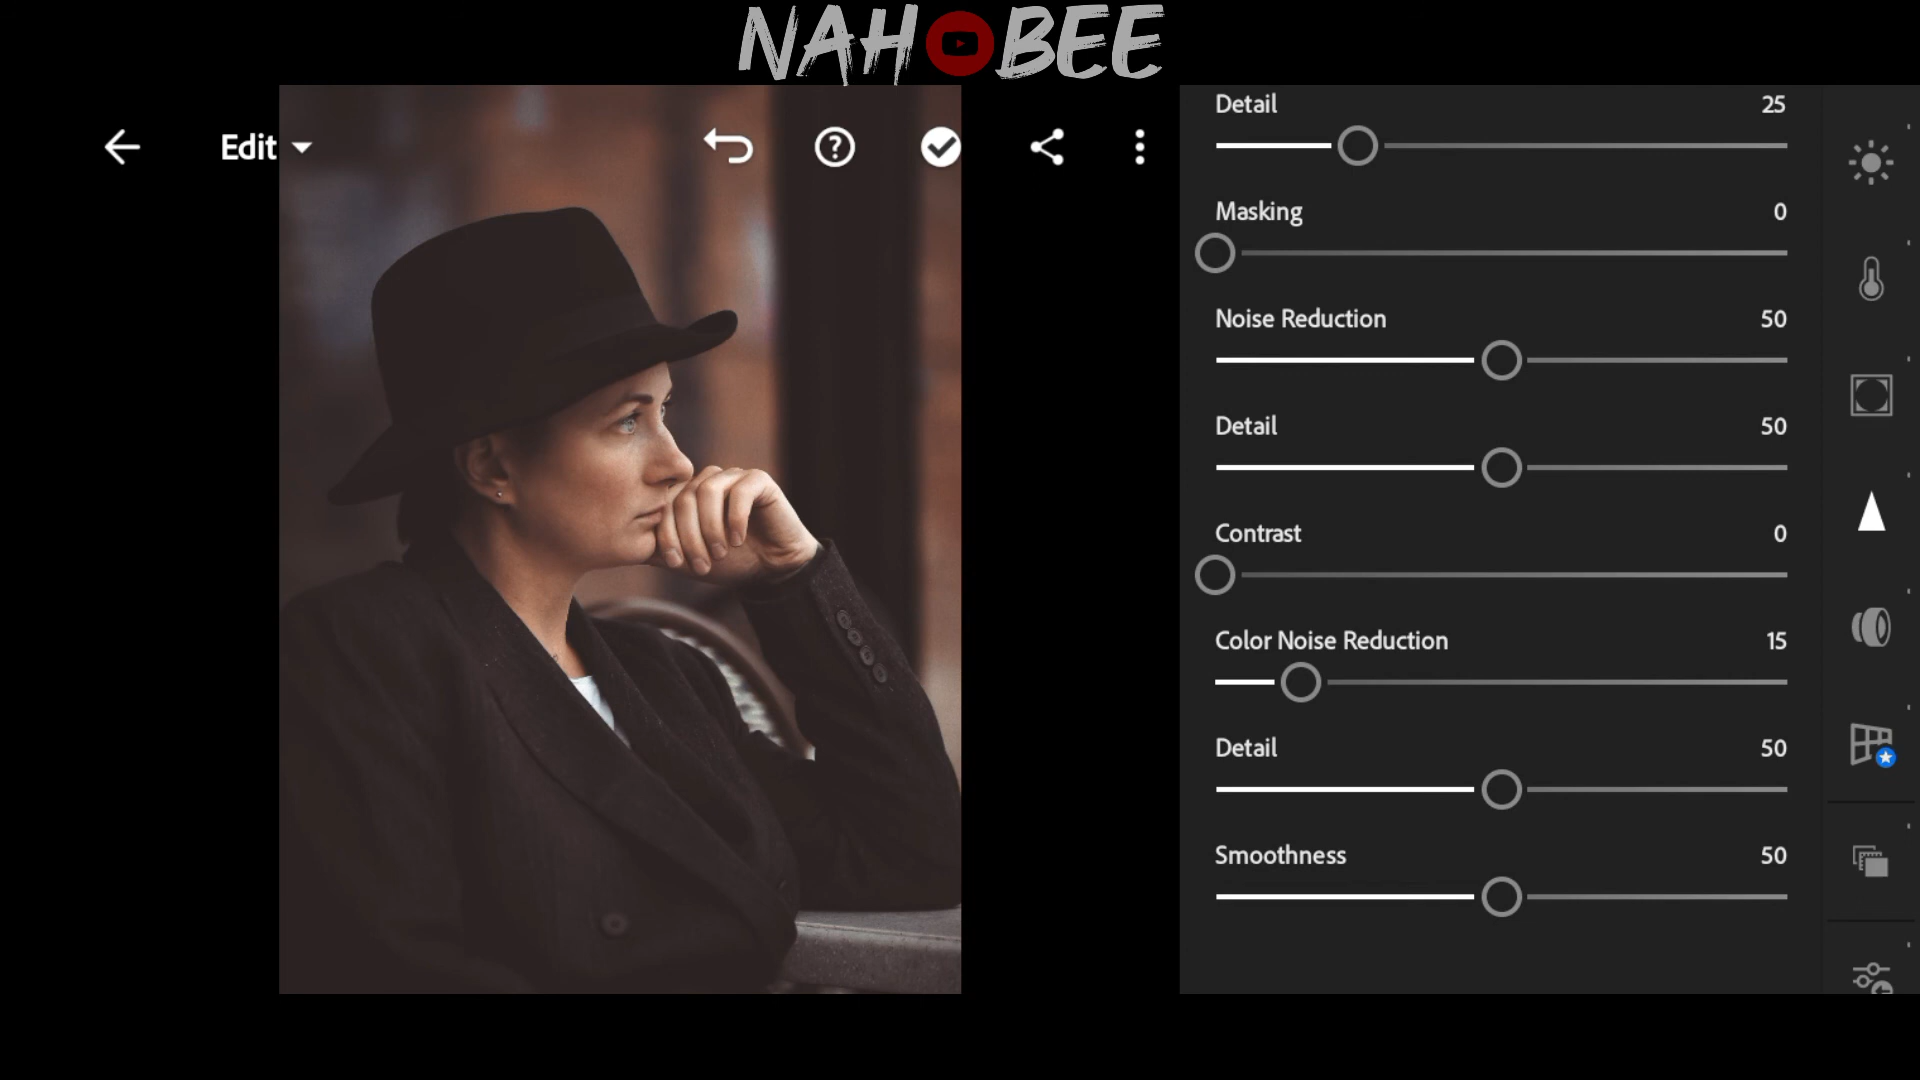 NAHBEE
Edit
Detail 25
Masking 0
Noise Reduction 50
Detail 50
Contrast 0
Color Noise Reduction 15
Detail 50
Smoothness 50